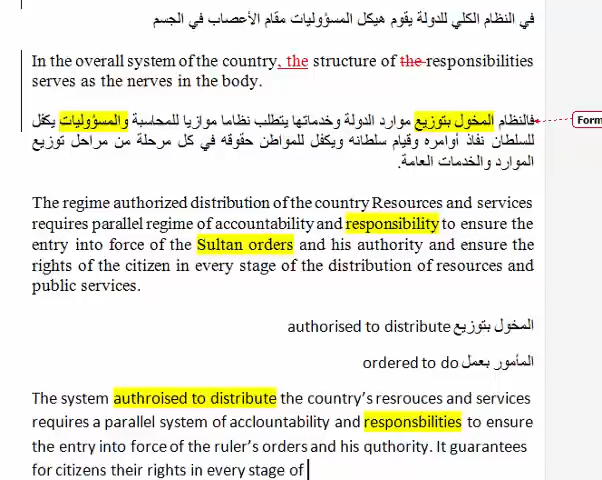 في النظام الكلي للدولة يقوم هيكل المسؤوليات مقام الأعصاب في الجسم
In the overall system of the country, the structure of the responsibilities
serves as the nerves in the body.
فالنظام المخول بتوزيع موارد الدولة وخدماتها يتطلب نظاما موازيا للمحاسبة والمسؤوليات يكفل
Form
للسلطان نفاذ أوامره وقيام سلطانه ويكفل للمواطن حقوقه في كل مرحلة من مراحل توزيع
الموارد والخدمات العامة.
The regime authorized distribution of the country Resources and services
requires parallel regime of accountability and responsibility to ensure the
entry into force of the Sultan orders and his authority and ensure the
rights of the citizen in every stage of the distribution of resources and
public services.
المخول بتوزيع authorised to distribute
المأمور بعمل ordered to do
The system authroised to distribute the country's resrouces and services
requires a parallel system of acclountability and responsbilities to ensure
the entry into force of the ruler's orders and his quthority. It guarantees
for citizens their rights in every stage of